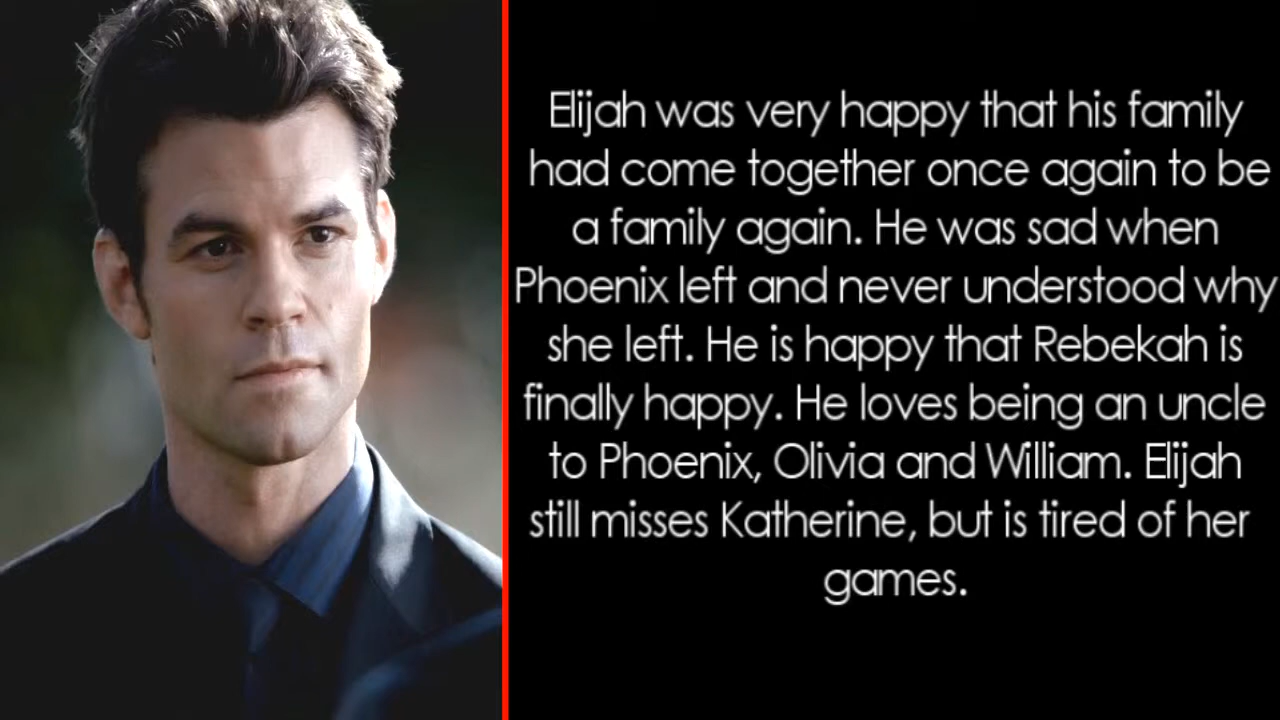 Elijah was very happy that his family
had come together once again to be
a family again. He was sad when
Phoenix left and never understood why
she left. He is happy that Rebekah is
finally happy. He loves being an uncle
to Phoenix, Olivia and William. Elijah
still misses Katherine, but is tired of her
games.